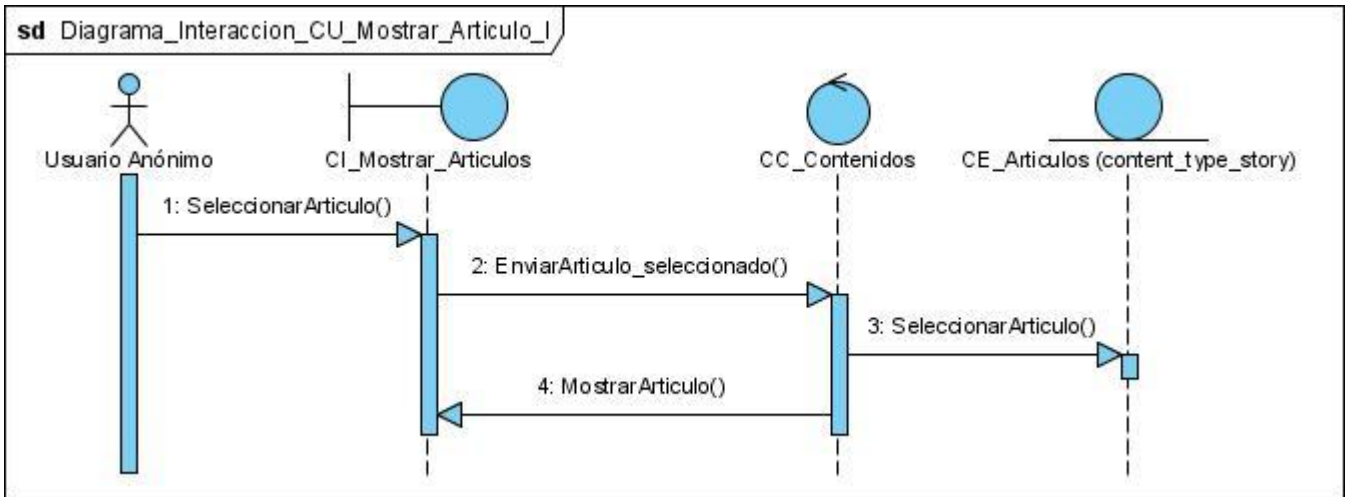 sd Diagrama_Interaccion_CU_Mostrar_Articulo_I
Usuario Anónimo
CI_Mostrar_Articulos
CC_Contenidos
CE_Articulos (content_type_story)
1: SeleccionarArticulo()
2: EnviarArticulo_seleccionado()
3: SeleccionarArticulo()
4: MostrarArticulo()